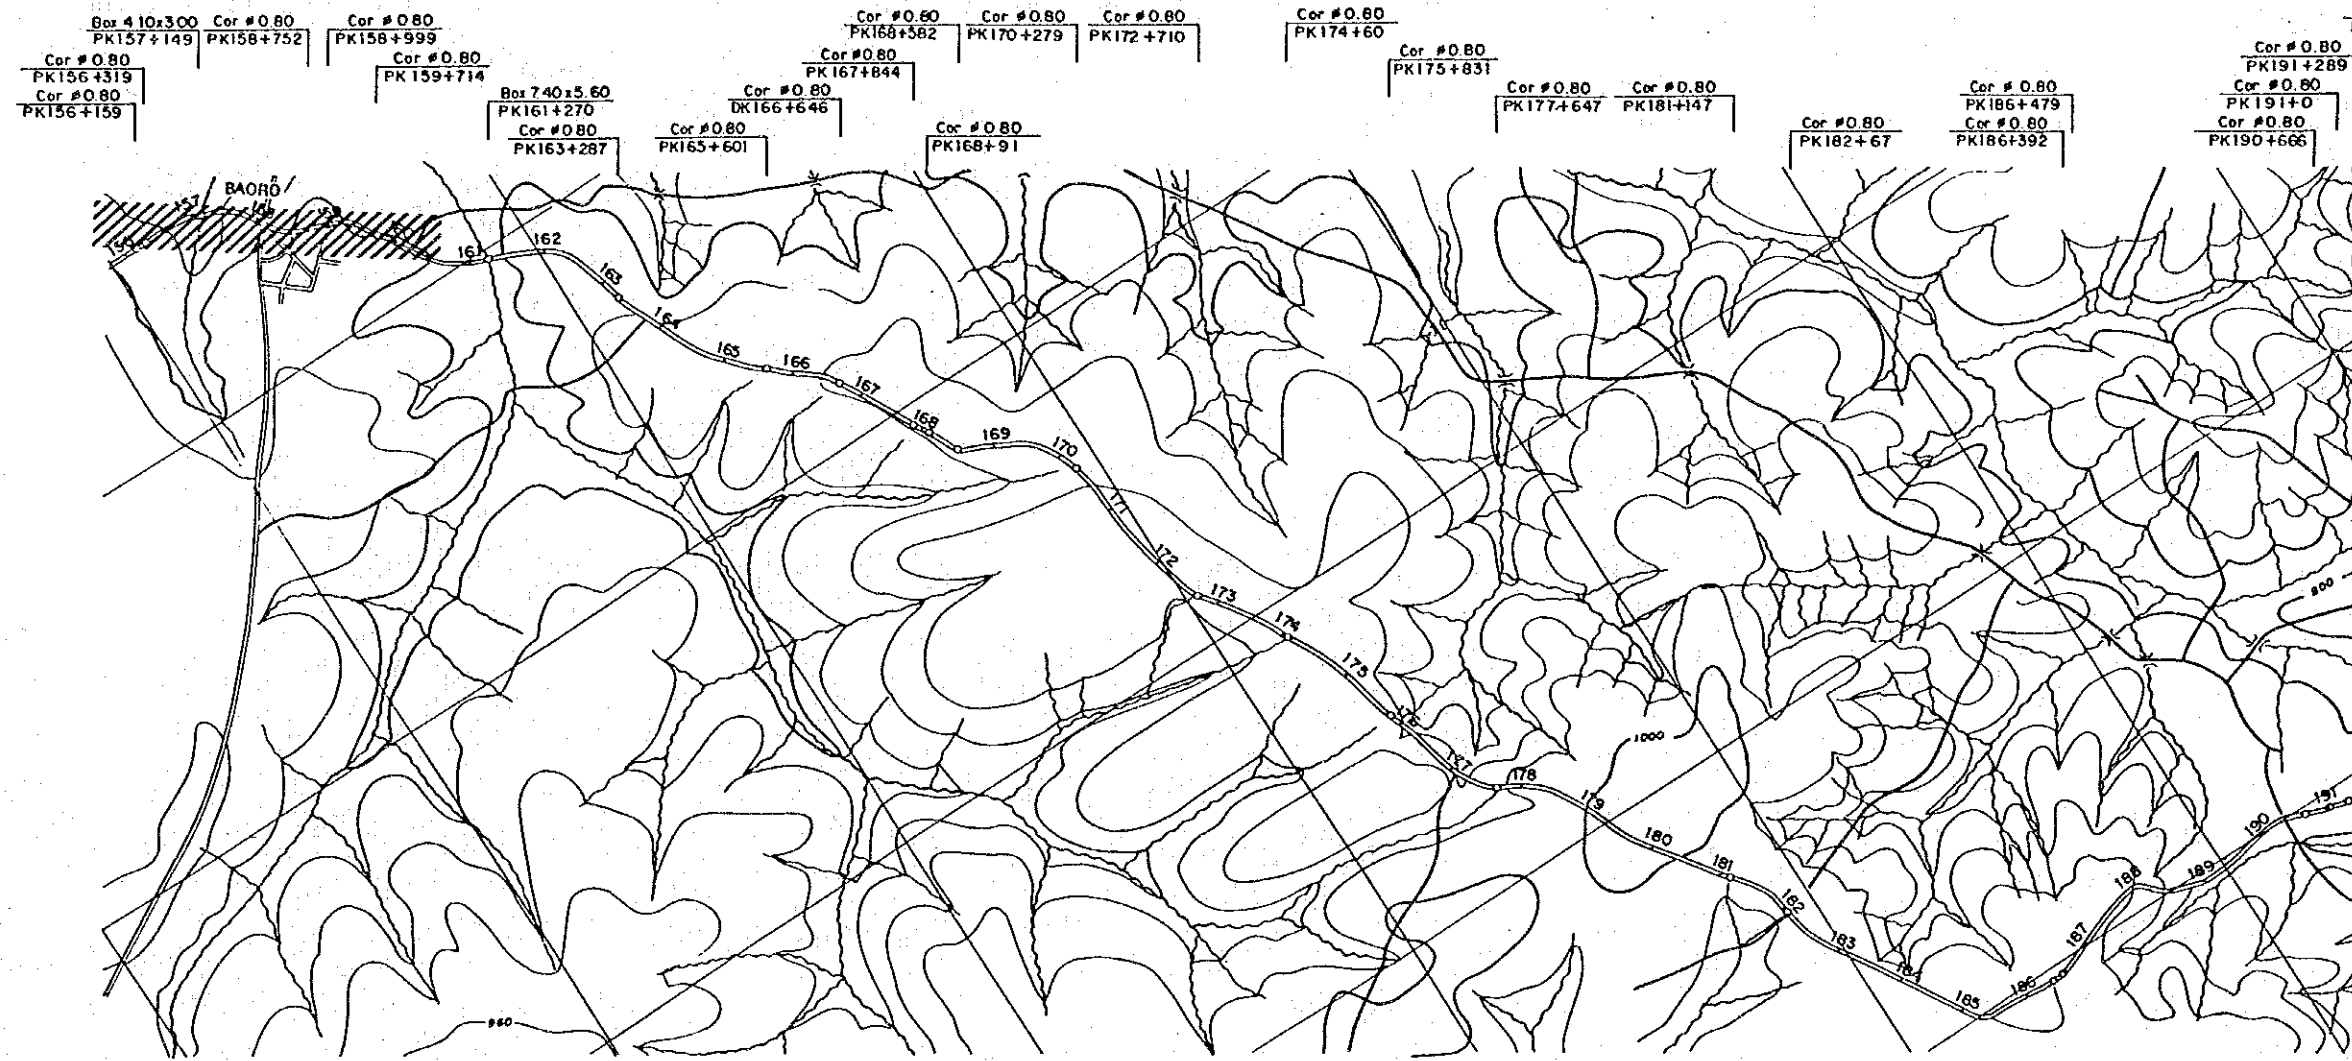 Box 4.10x3.00
PK157+149
Cor ø0.80
PK158+752
Cor ø0.80
PK158+999
Cor ø0.80
PK156+319
Cor ø0.80
PK156+159
Cor ø0.80
PK159+714
Box 7.40x5.60
PK161+270
Cor ø0.80
PK163+287
Cor ø0.80
PK165+601
Cor ø0.80
DK166+646
Cor ø0.80
PK167+844
Cor ø0.80
PK168+582
Cor ø0.80
PK168+91
Cor ø0.80
PK170+279
Cor ø0.80
PK172+710
Cor ø0.80
PK174+60
Cor ø0.80
PK175+831
Cor ø0.80
PK177+647
Cor ø0.80
PK181+147
Cor ø0.80
PK182+67
Cor ø0.80
PK186+479
Cor ø0.80
PK186+392
Cor ø0.80
PK191+289
Cor ø0.80
PK191+0
Cor ø0.80
PK190+666
BAORO
157
161
162
163
164
165
166
167
168
169
170
171
172
173
174
175
176
177
178
179
180
181
182
183
184
185
186
187
188
189
190
191
1000
900
960